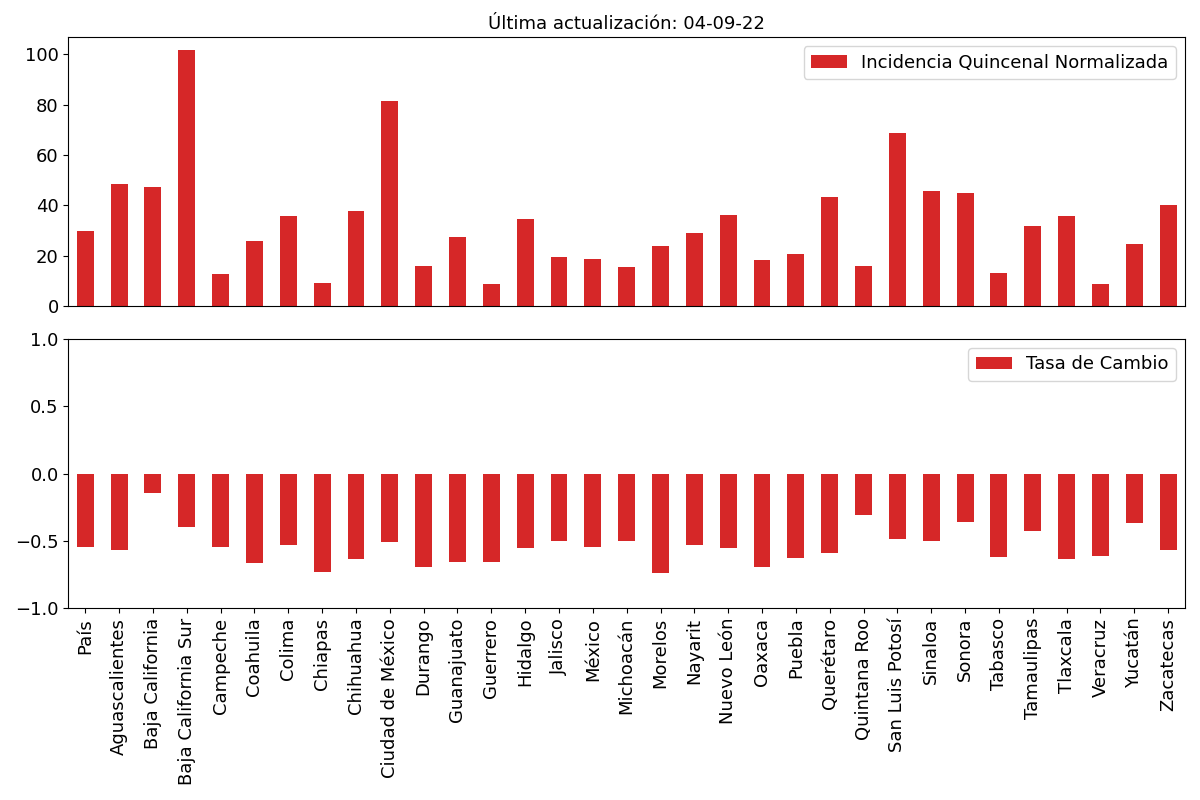 Última actualización: 04-09-22
100
80
60
40
20
0
Incidencia Quincenal Normalizada
1.0
0.5
0.0
−0.5
−1.0
Tasa de Cambio
País
Aguascalientes
Baja California
Baja California Sur
Campeche
Coahuila
Colima
Chiapas
Chihuahua
Ciudad de México
Durango
Guanajuato
Guerrero
Hidalgo
Jalisco
México
Michoacán
Morelos
Nayarit
Nuevo León
Oaxaca
Puebla
Querétaro
Quintana Roo
San Luis Potosí
Sinaloa
Sonora
Tabasco
Tamaulipas
Tlaxcala
Veracruz
Yucatán
Zacatecas